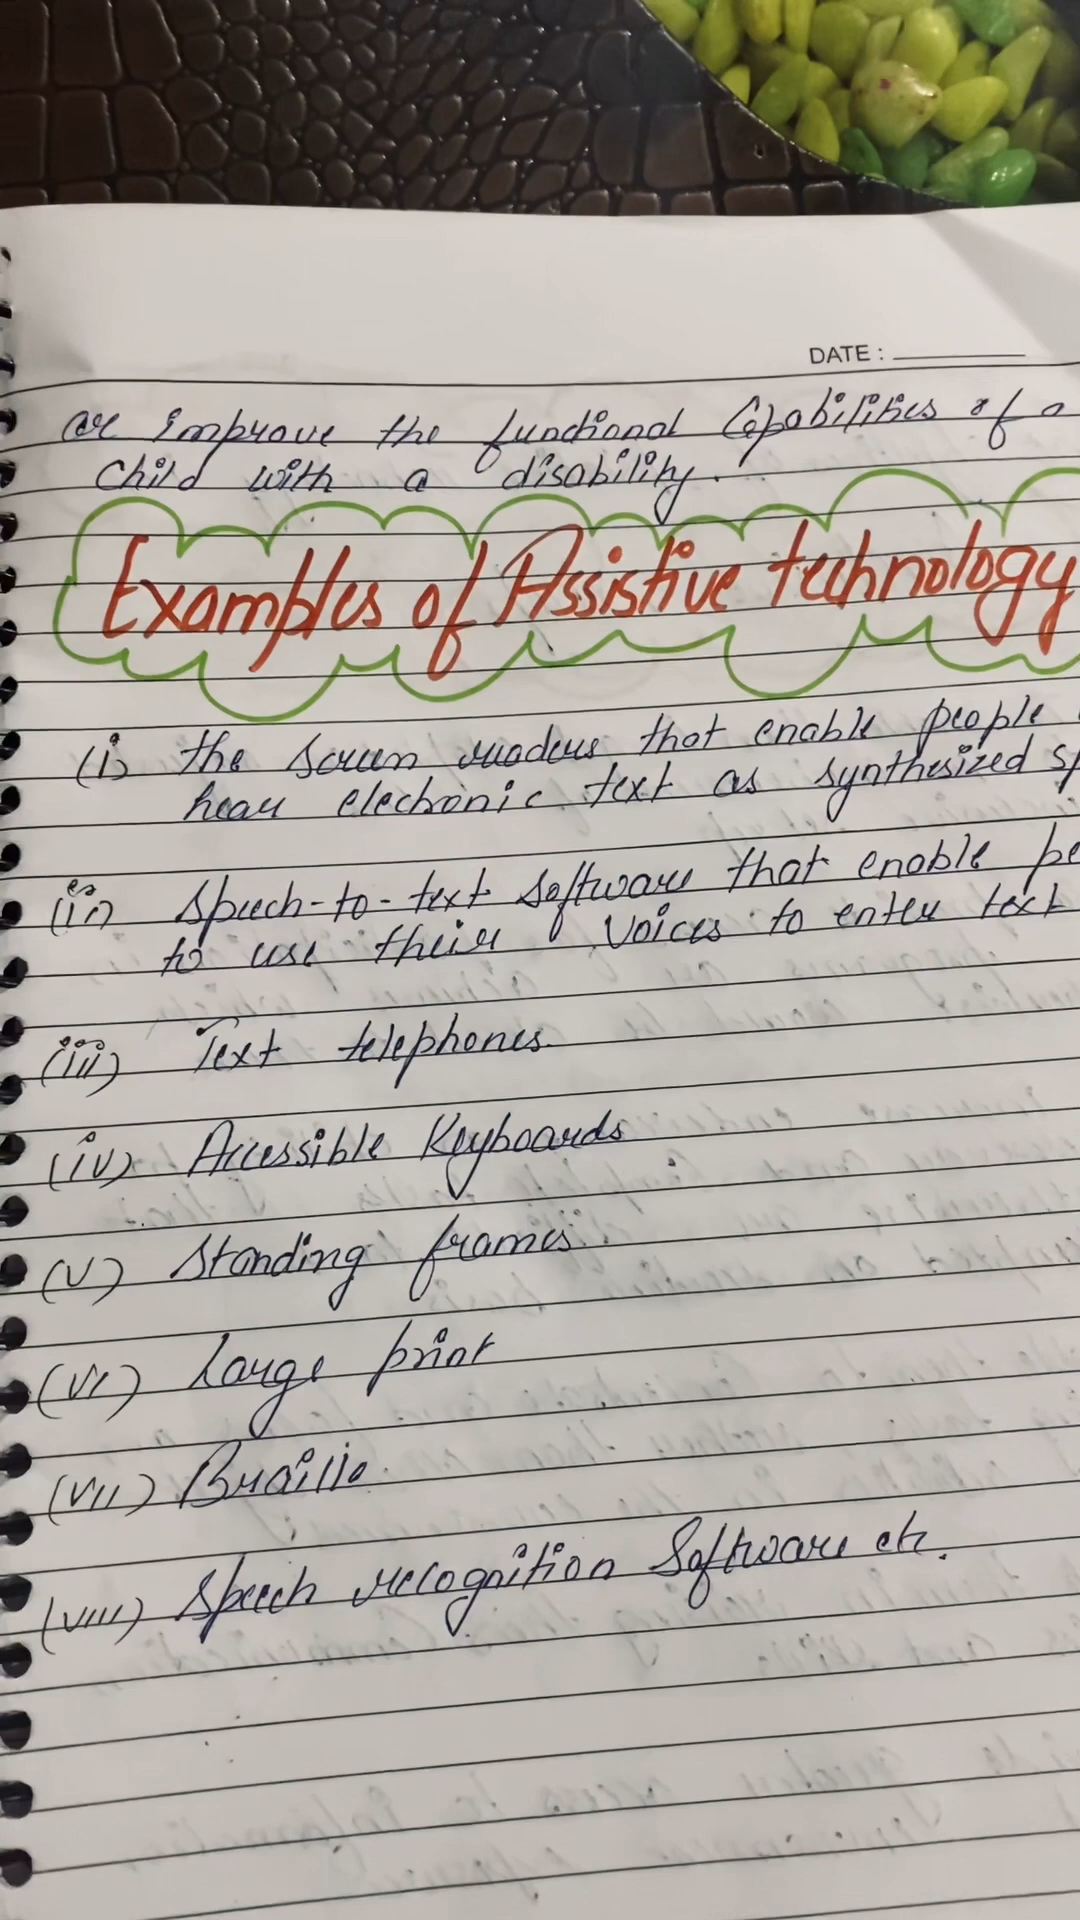 DATE :
or improve the functional Capabilities of a
Child with a disability.
Examples of Assistive technology
(i) the Screen readers that enable people
hear electronic text as synthesized sp
(ii) Speech-to-text Software that enable pe
to use their Voices to enter text
(iii) Text telephones.
(iv) Accessible Keyboards
(v) Standing frames.
(vi) Large print
(vii) Braille.
(viii) Speech recognition Software etc.